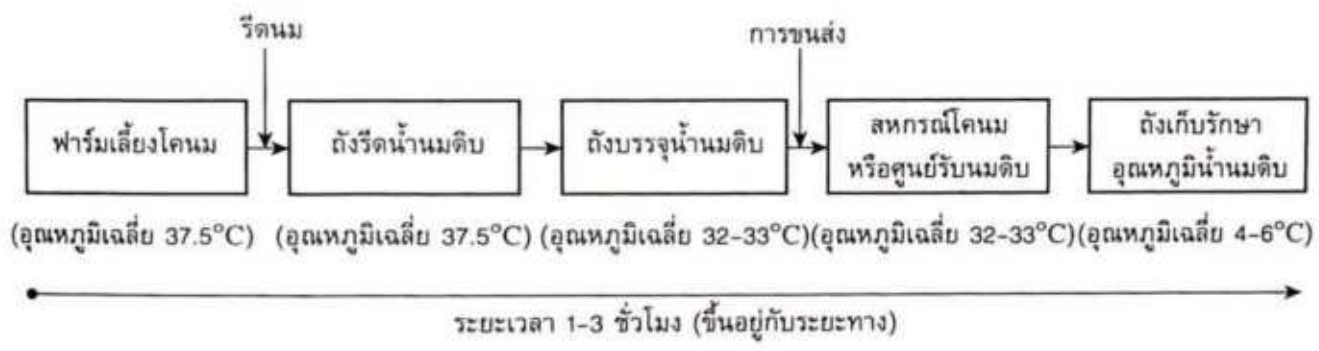 รีดนม
การขนส่ง
ฟาร์มเลี้ยงโคนม
ถังรีดน้ำนมดิบ
ถังบรรจุน้ำนมดิบ
สหกรณ์โคนม
หรือศูนย์รับนมดิบ
ถังเก็บรักษา
อุณหภูมิน้ำนมดิบ
(อุณหภูมิเฉลี่ย 37.5°C) (อุณหภูมิเฉลี่ย 37.5°C) (อุณหภูมิเฉลี่ย 32-33°C)(อุณหภูมิเฉลี่ย 32-33°C)(อุณหภูมิเฉลี่ย 4-6°C)
ระยะเวลา 1-3 ชั่วโมง (ขึ้นอยู่กับระยะทาง)